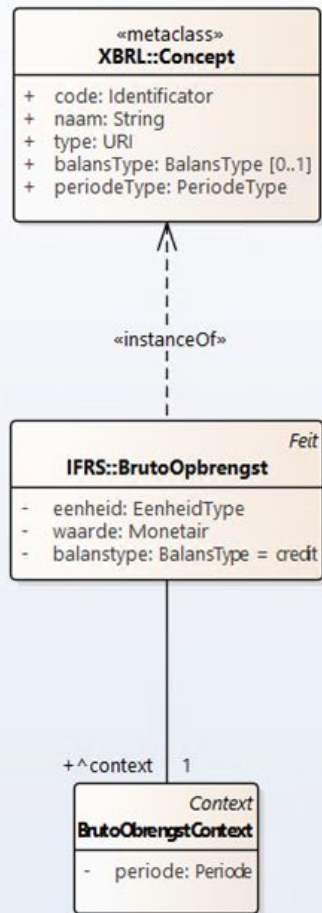 «metaclass»
XBRL::Concept
+ code: Identificator
+ naam: String
+ type: URI
+ balansType: BalansType [0..1]
+ periodeType: PeriodeType
«instanceOf»
Feit
IFRS::BrutoOpbrengst
- eenheid: EenheidType
- waarde: Monetair
- balanstype: BalansType = credit
+^context 1
Context
BrutoObrengstContext
- periode: Periode